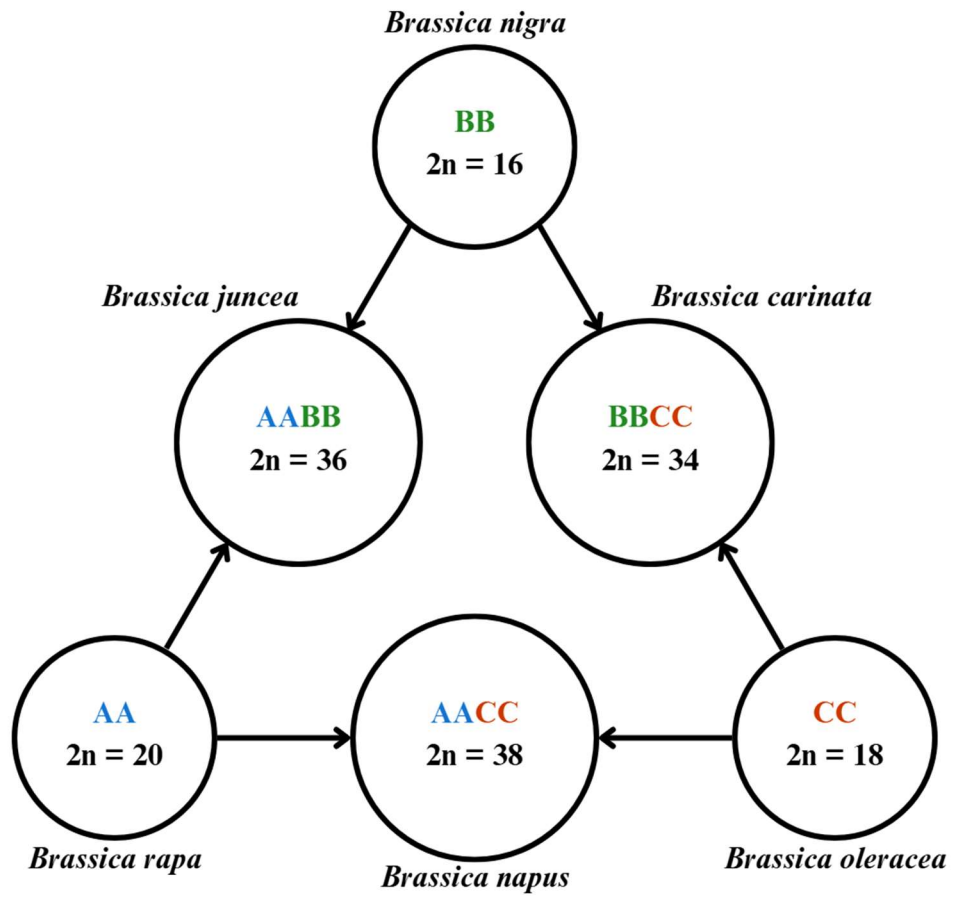 Brassica nigra
BB
2n = 16
Brassica juncea
Brassica carinata
AABB
2n = 36
BBCC
2n = 34
AA
2n = 20
AACC
2n = 38
CC
2n = 18
Brassica rapa
Brassica napus
Brassica oleracea